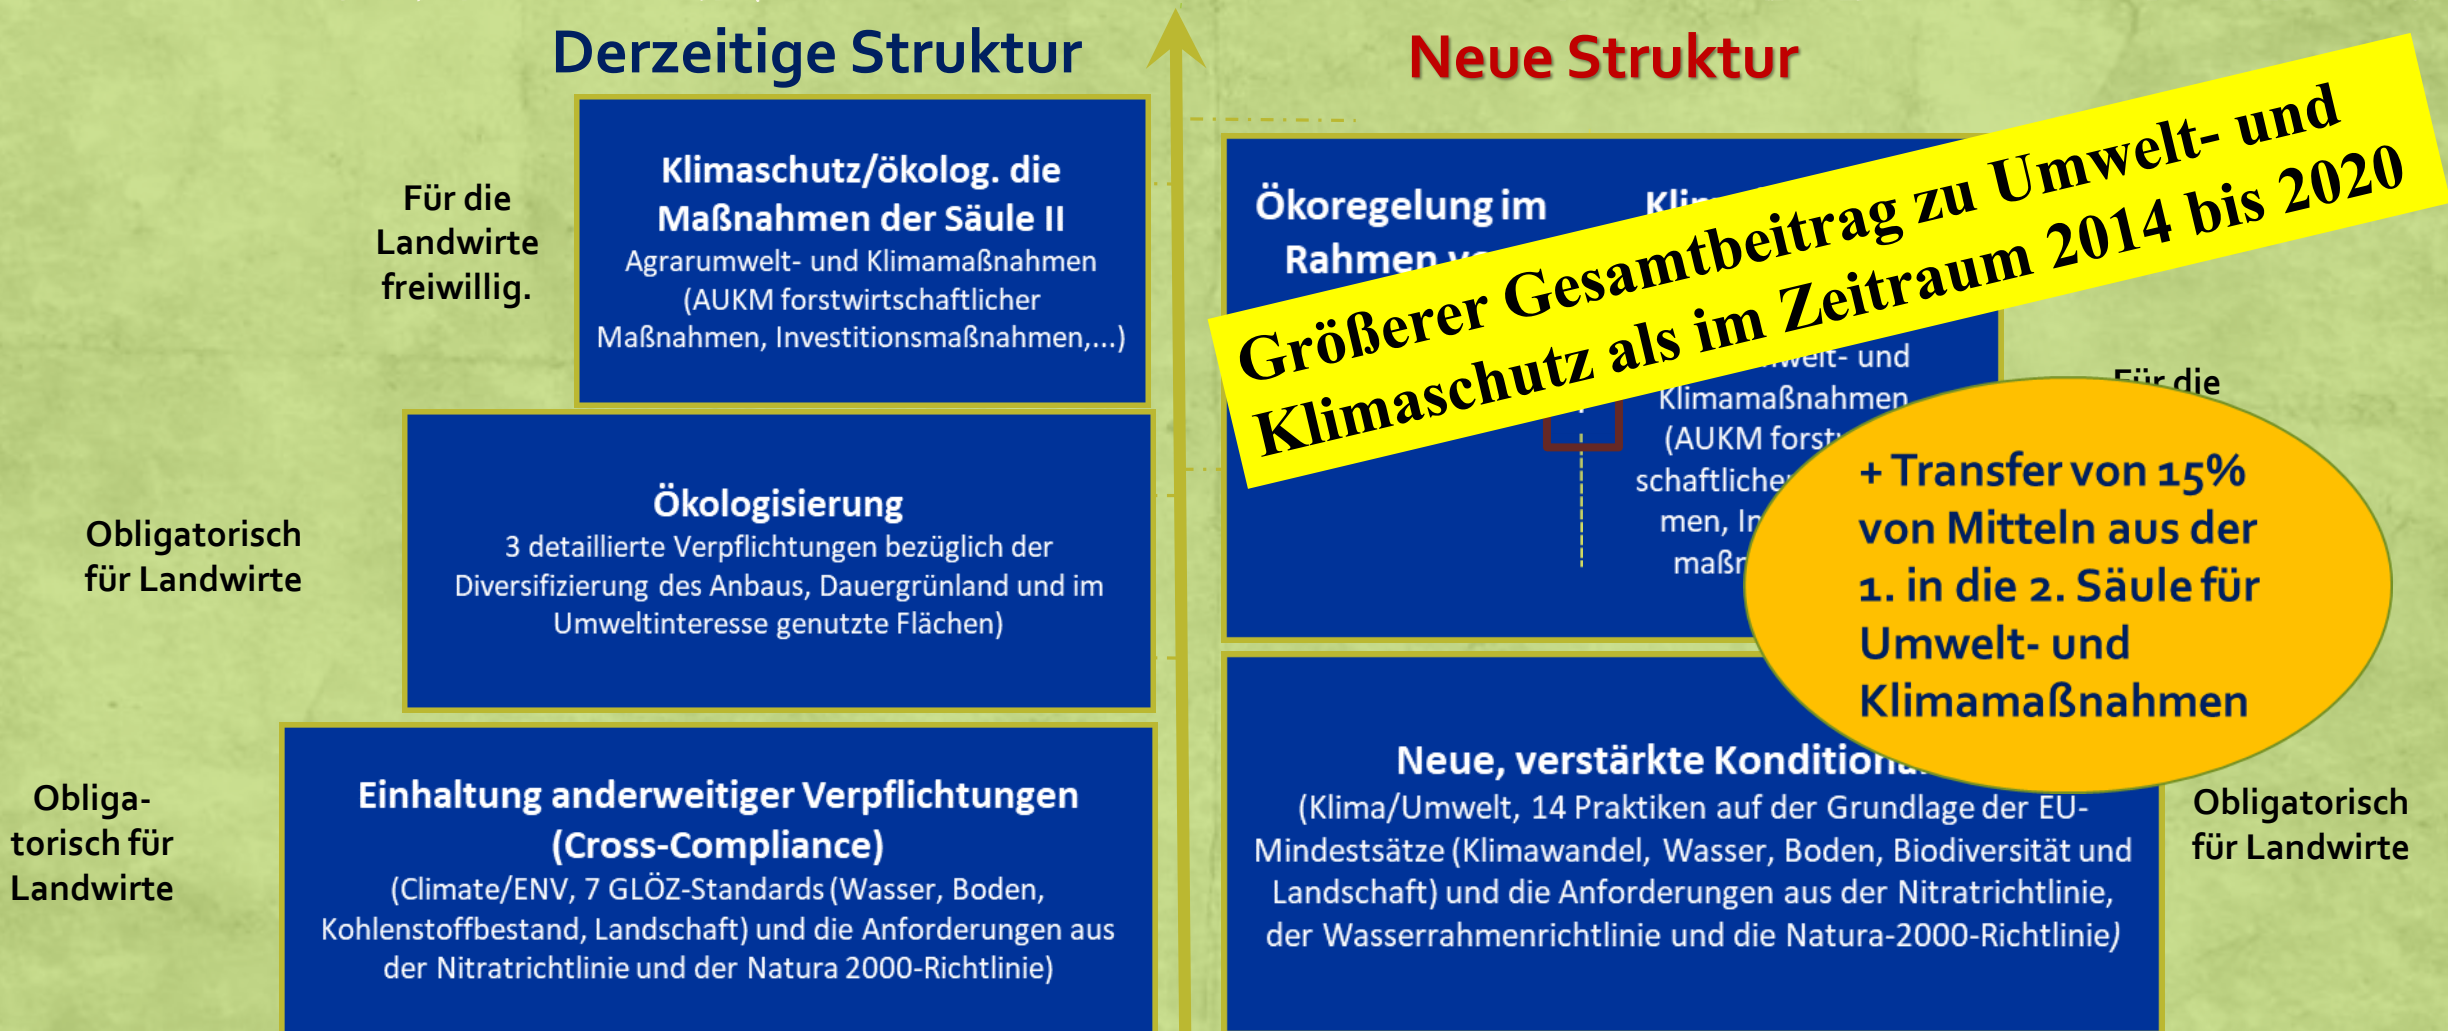 Derzeitige Struktur
Neue Struktur
Für die
Landwirte
freiwillig.
Klimaschutz/ökolog. die
Maßnahmen der Säule II
Agrarumwelt- und Klimamaßnahmen
(AUKM forstwirtschaftlicher
Maßnahmen, Investitionsmaßnahmen,...)
Obligatorisch
für Landwirte
Ökologisierung
3 detaillierte Verpflichtungen bezüglich der
Diversifizierung des Anbaus, Dauergrünland und im
Umweltinteresse genutzte Flächen)
Obliga-
torisch für
Landwirte
Einhaltung anderweitiger Verpflichtungen
(Cross-Compliance)
(Climate/ENV, 7 GLÖZ-Standards (Wasser, Boden,
Kohlenstoffbestand, Landschaft) und die Anforderungen aus
der Nitratrichtlinie und der Natura 2000-Richtlinie)
Ökoregelung im
Rahmen
Größerer Gesamtbeitrag zu Umwelt- und
Klimaschutz als im Zeitraum 2014 bis 2020
und
Klimamaßnahmen
(AUKM
Für die
+ Transfer von 15%
von Mitteln aus der
1. in die 2. Säule für
Umwelt- und
Klimamaßnahmen
Neue, verstärkte
(Klima/Umwelt, 14 Praktiken auf der Grundlage der EU-
Mindestsätze (Klimawandel, Wasser, Boden, Biodiversität und
Landschaft) und die Anforderungen aus der Nitratrichtlinie,
der Wasserrahmenrichtlinie und die Natura-2000-Richtlinie)
Obligatorisch
für Landwirte